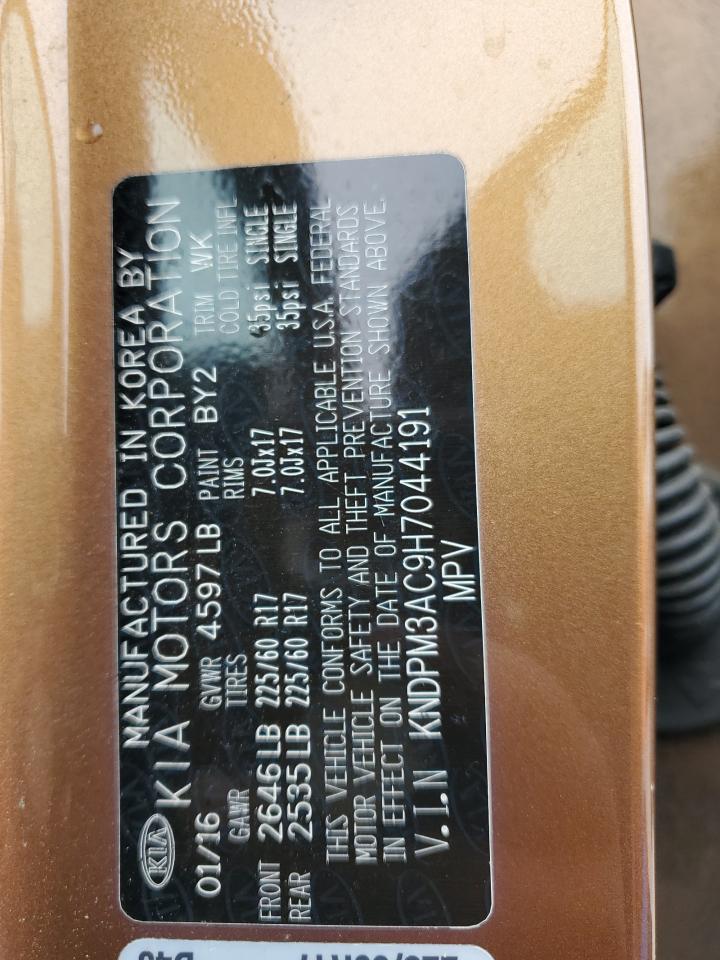 MANUFACTURED IN KOREA BY
KIA KIA MOTORS CORPORATION
01/16 GVWR 4597 LB PAINT BY2 TRIM WK
GAWR TIRES RIMS COLD TIRE INFL
FRONT 2646 LB 225/60 R17 7.0Jx17 35psi SINGLE
REAR 2535 LB 225/60 R17 7.0Jx17 35psi SINGLE
THIS VEHICLE CONFORMS TO ALL APPLICABLE U.S.A. FEDERAL
MOTOR VEHICLE SAFETY AND THEFT PREVENTION STANDARDS
IN EFFECT ON THE DATE OF MANUFACTURE SHOWN ABOVE.
V.I.N KNDPM3AC9H7044191
MPV